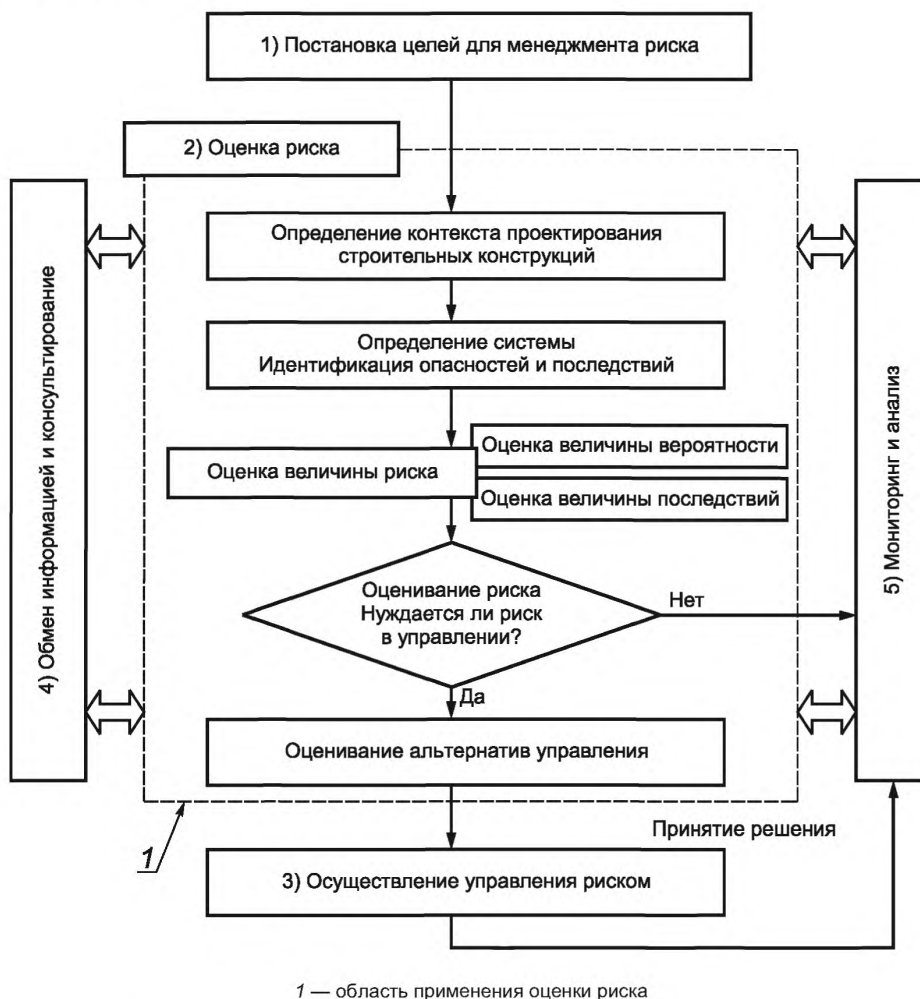 1) Постановка целей для менеджмента риска
2) Оценка риска
Определение контекста проектирования
строительных конструкций
Определение системы
Идентификация опасностей и последствий
Оценка величины риска
Оценка величины вероятности
Оценка величины последствий
Оценивание риска
Нуждается ли риск
в управлении?
Нет
Да
Оценивание альтернатив управления
1
Принятие решения
3) Осуществление управления риском
4) Обмен информацией и консультирование
5) Мониторинг и анализ
1 — область применения оценки риска